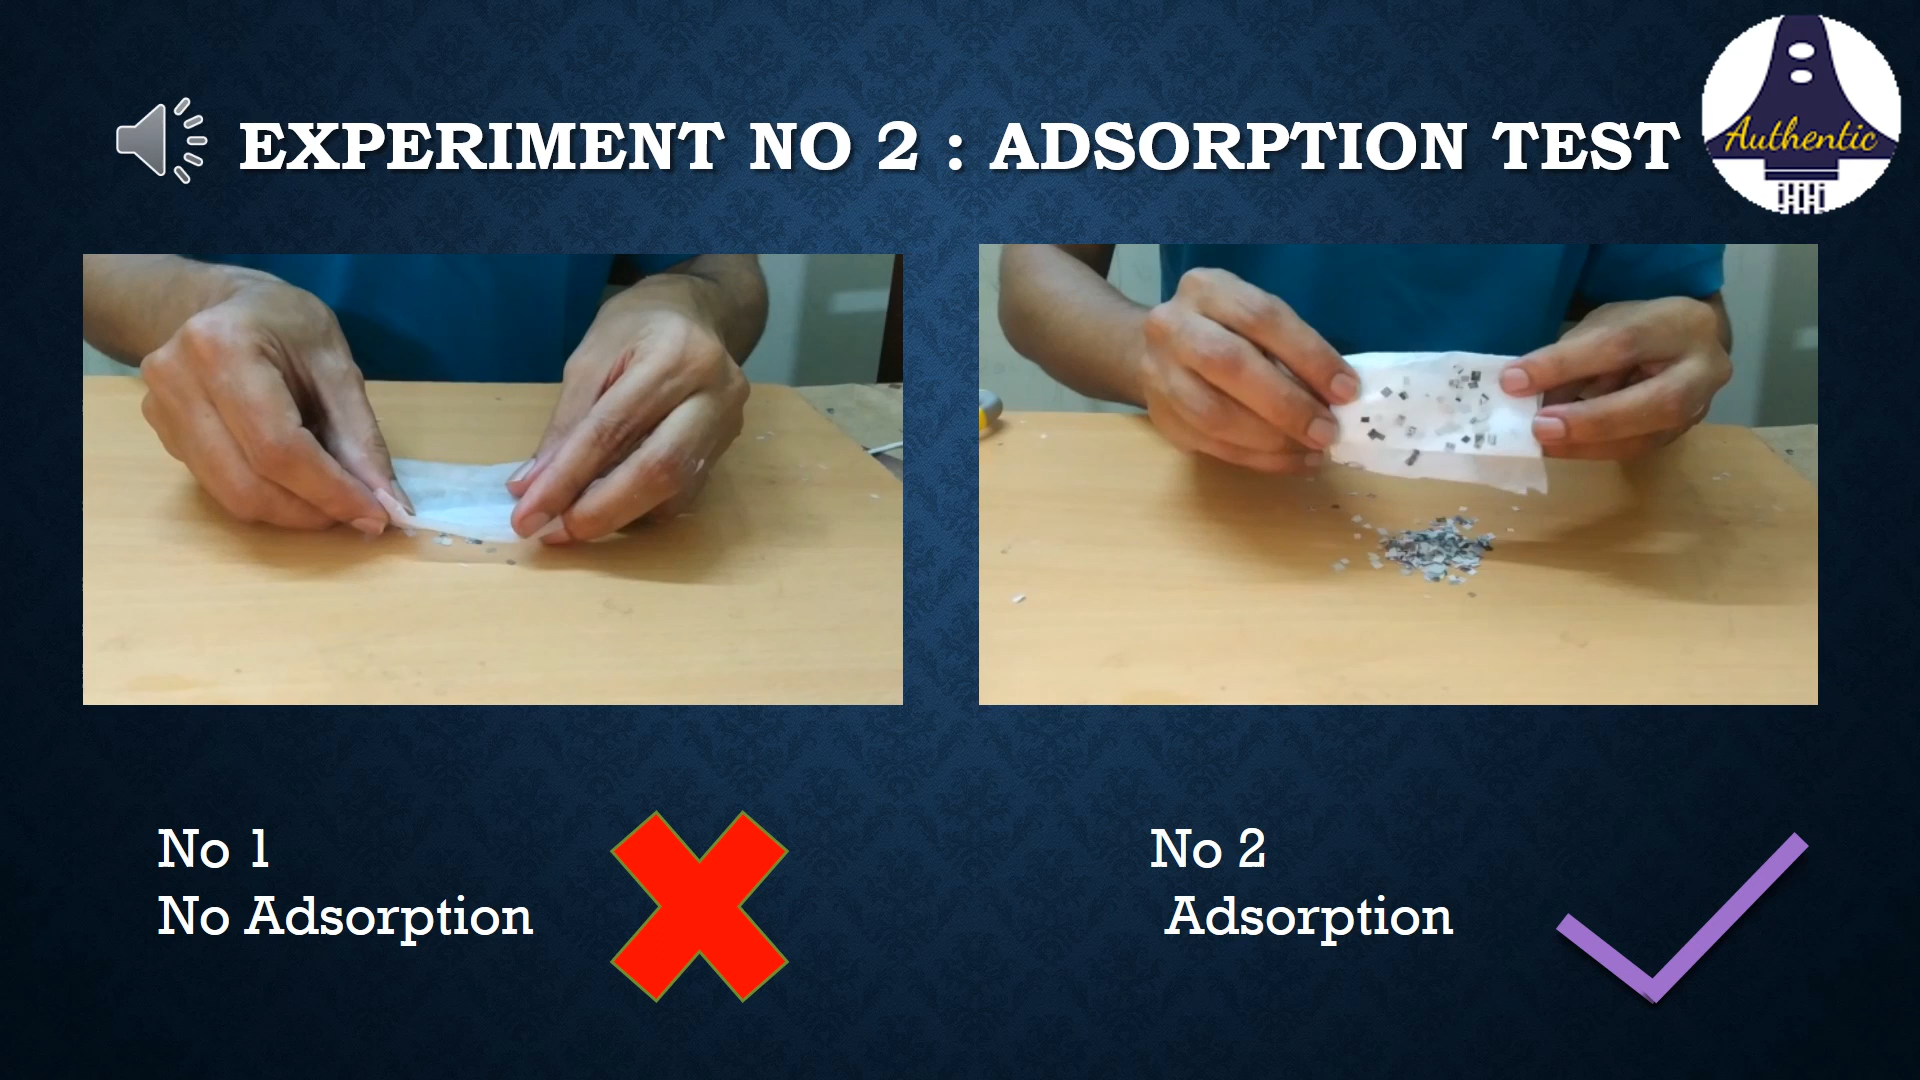 EXPERIMENT NO 2 : ADSORPTION TEST
Authentic
No 1
No Adsorption
No 2
Adsorption